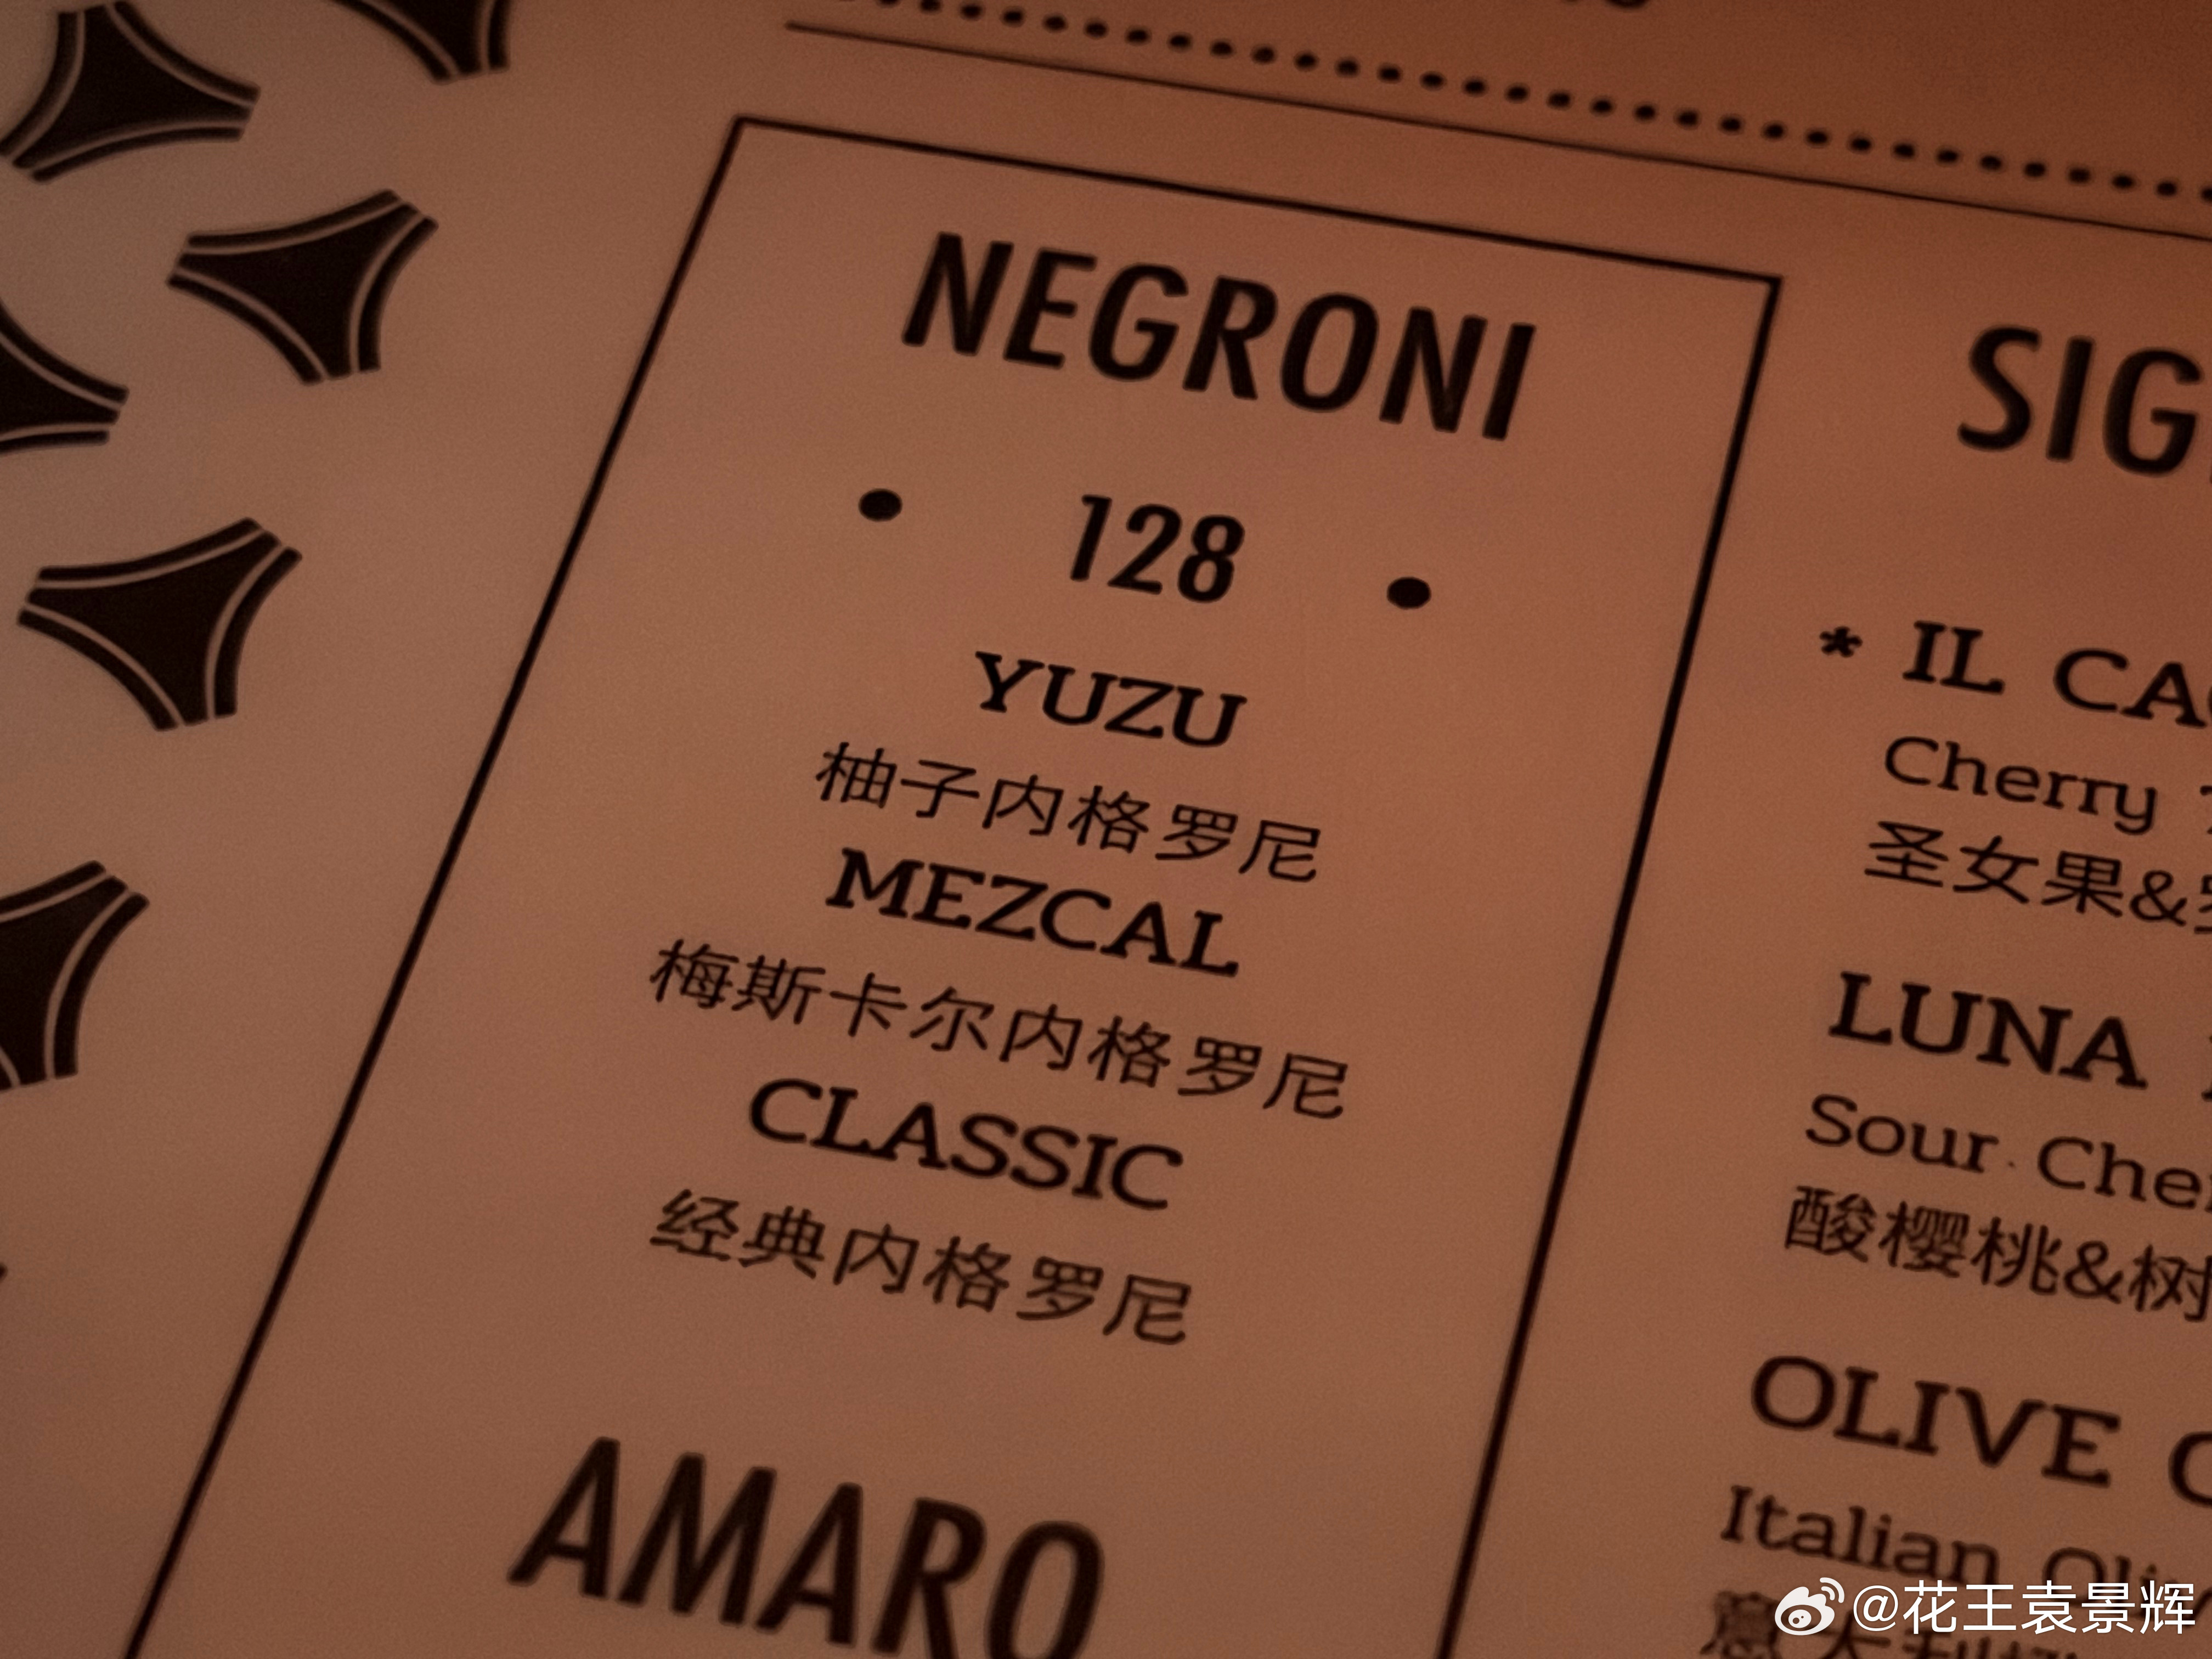 NEGRONI
• 128 •
YUZU
柚子内格罗尼
MEZCAL
梅斯卡尔内格罗尼
CLASSIC
经典内格罗尼
AMARO
SIG
* IL CA
Cherry
圣女果&
LUNA
Sour Che
酸樱桃&树
OLIVE
Italian
@花王袁景辉